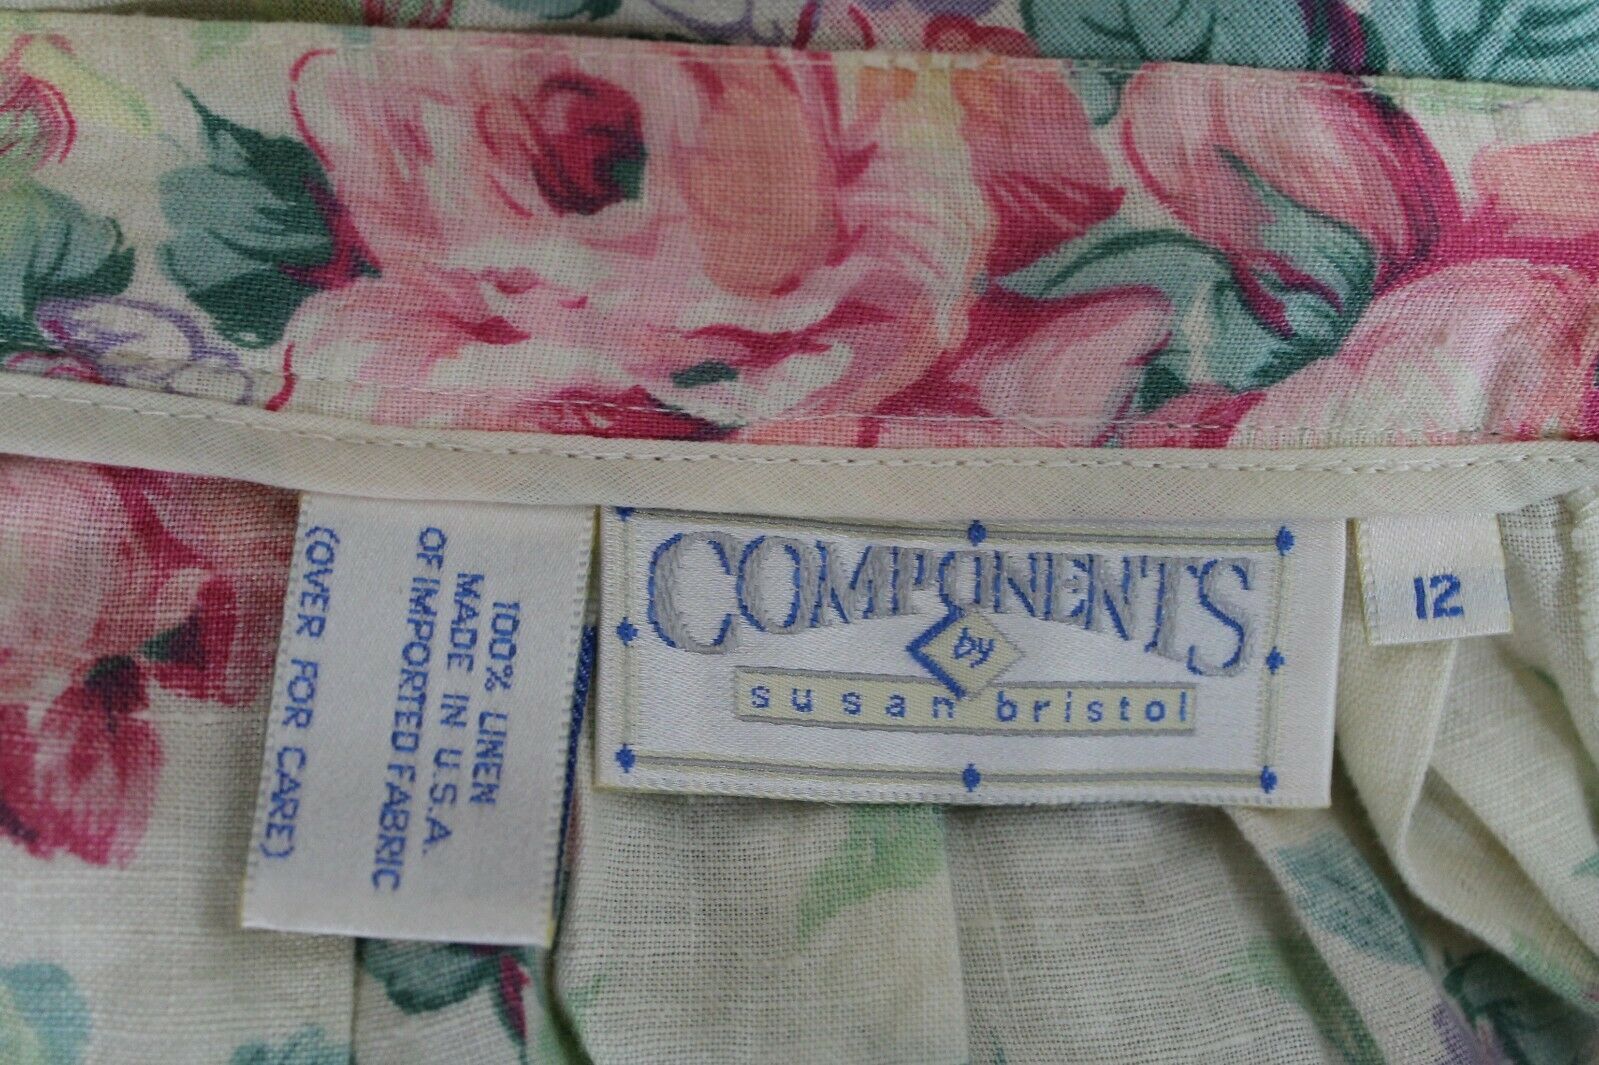 100% LINEN
MADE IN U.S.A.
OF IMPORTED FABRIC
(OVER FOR CARE)
COMPONENTS
by
susan bristol
12